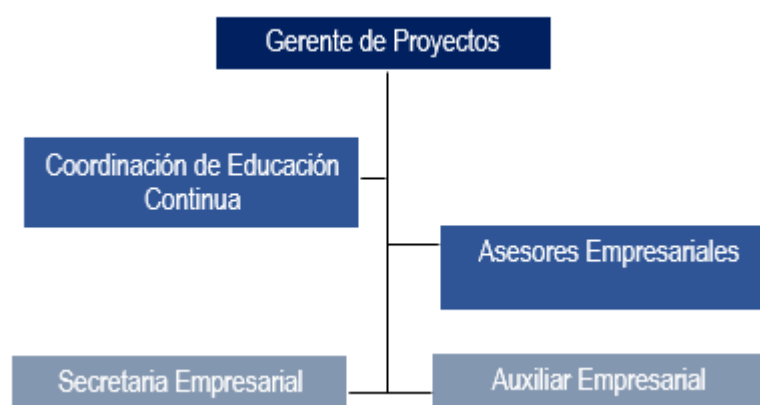 Gerente de Proyectos
Coordinación de Educación
Continua
Asesores Empresariales
Secretaria Empresarial
Auxiliar Empresarial